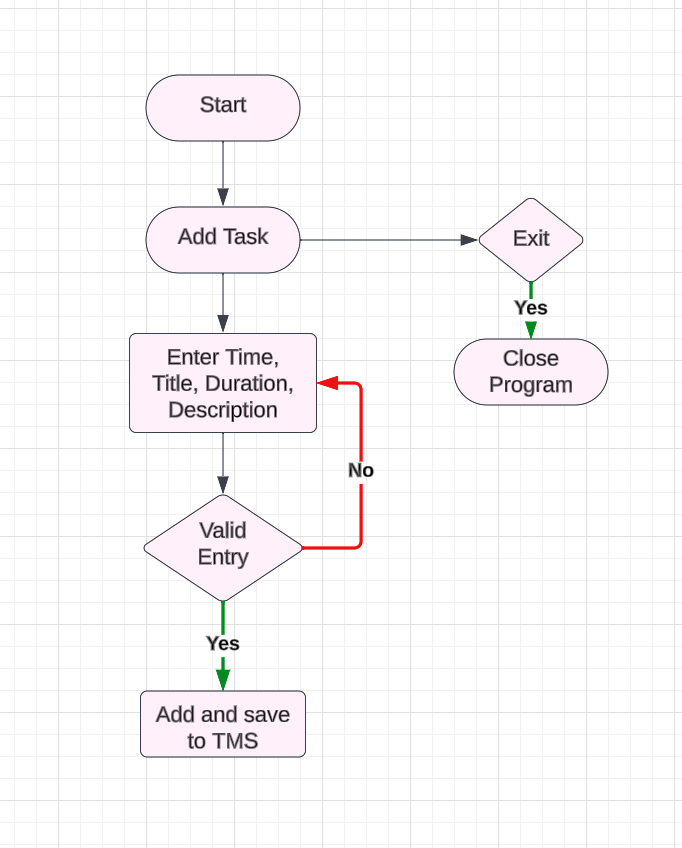 Start
Add Task
Exit
Yes
Close
Program
Enter Time,
Title, Duration,
Description
No
Valid
Entry
Yes
Add and save
to TMS